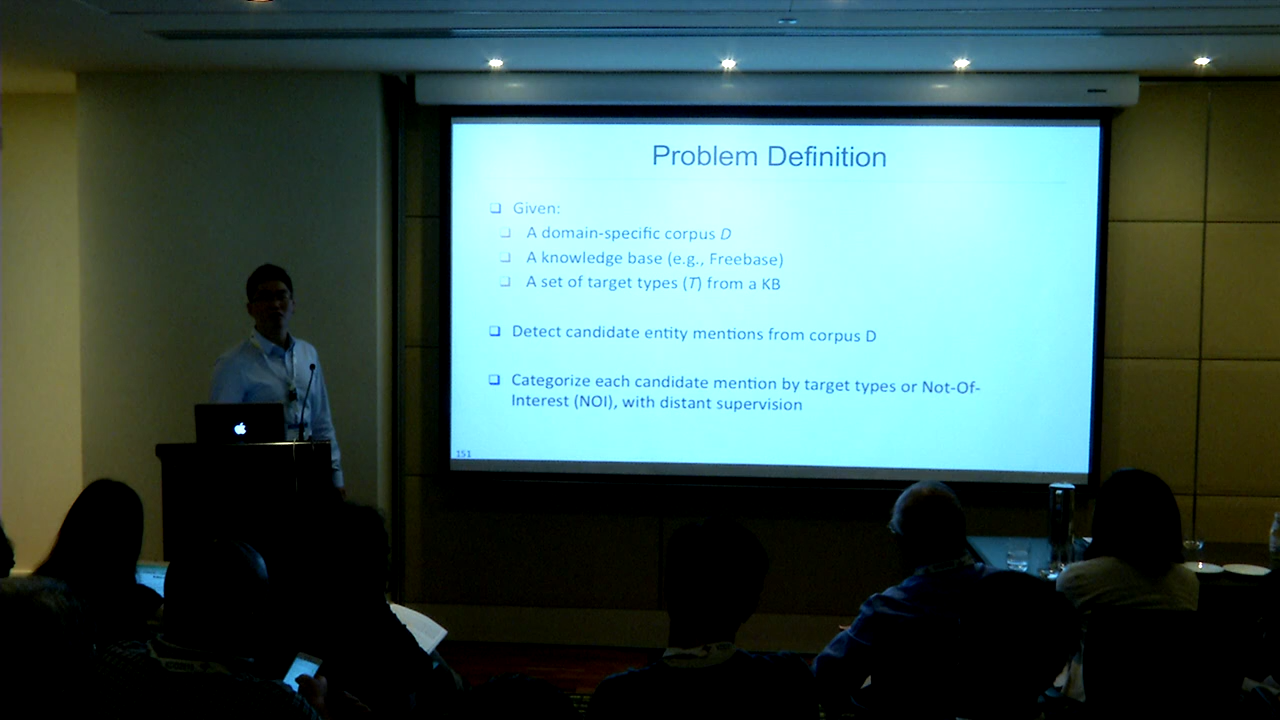 Problem Definition
Given:
A domain-specific corpus D
A knowledge base (e.g., Freebase)
A set of target types (T) from a KB
Detect candidate entity mentions from corpus D
Categorize each candidate mention by target types or Not-Of-
Interest (NOI), with distant supervision
151